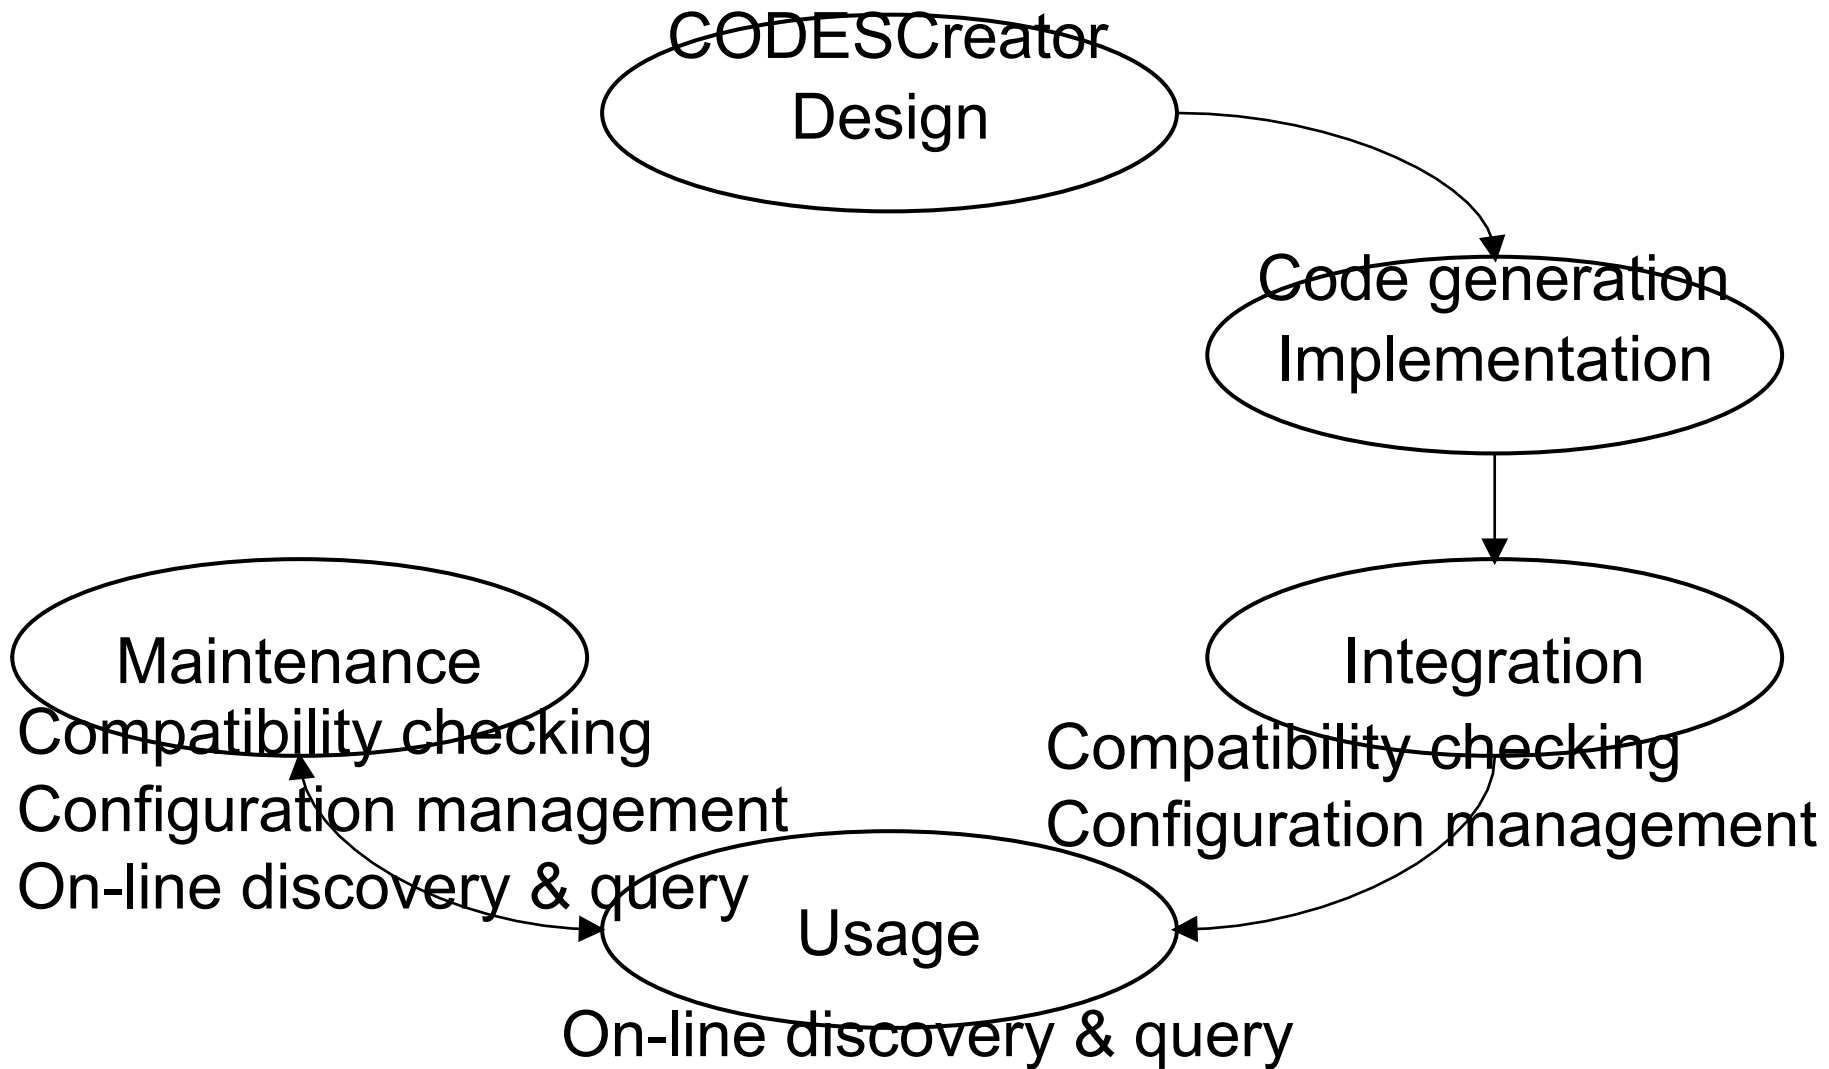 CODESCreator
Design
Code generation
Implementation
Maintenance
Compatibility checking
Configuration management
On-line discovery & query
Integration
Compatibility checking
Configuration management
Usage
On-line discovery & query